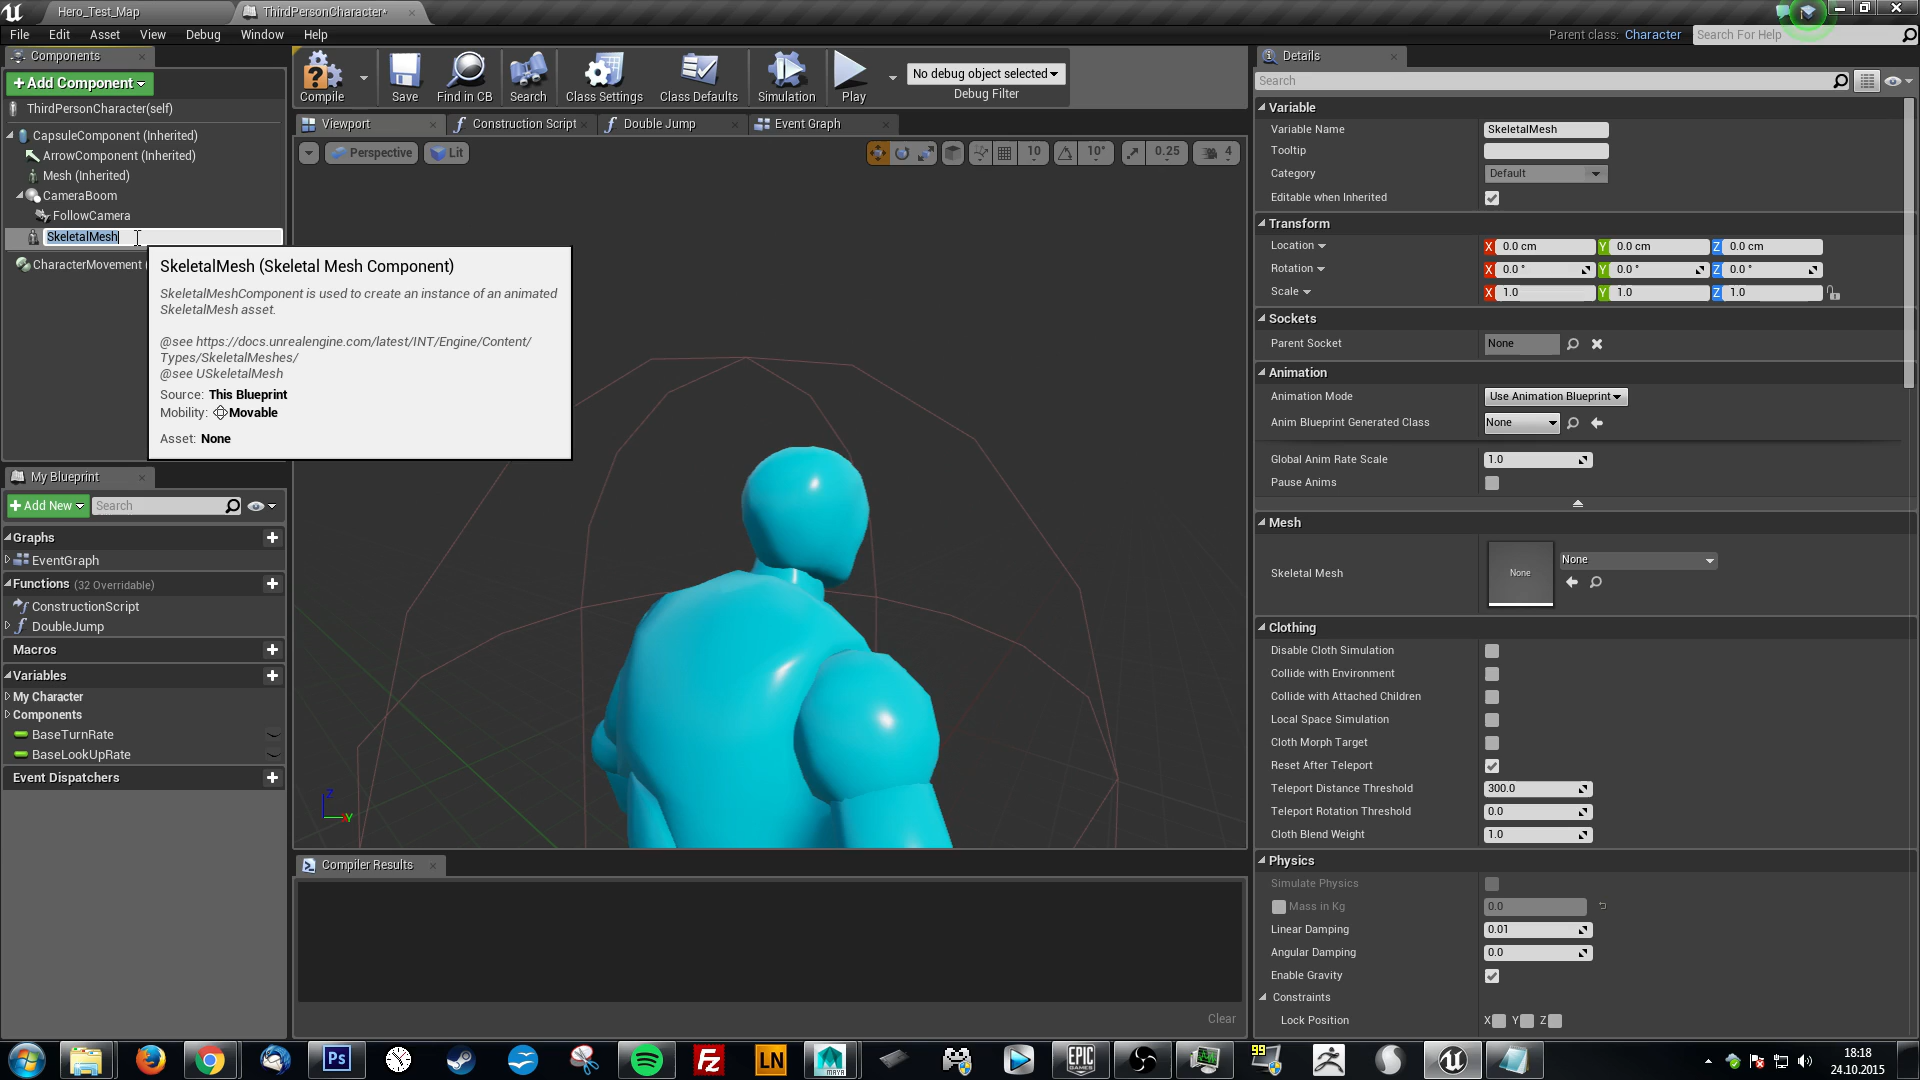 Hero_Test_Map
ThirdPersonCharacter*
File Edit Asset View Debug Window Help
Parent class: Character
Search For Help
Components
+Add Component
ThirdPersonCharacter(self)
CapsuleComponent (Inherited)
ArrowComponent (Inherited)
Mesh (Inherited)
CameraBoom
FollowCamera
SkeletalMesh
CharacterMovement (
SkeletalMesh (Skeletal Mesh Component)
SkeletalMeshComponent is used to create an instance of an animated
SkeletalMesh asset.
@see https://docs.unrealengine.com/latest/INT/Engine/Content/
Types/SkeletalMeshes/
@see USkeletalMesh
Source: This Blueprint
Mobility: Movable
Asset: None
My Blueprint
+Add New
Search
Graphs
EventGraph
Functions (32 Overridable)
ConstructionScript
DoubleJump
Macros
Variables
My Character
Components
BaseTurnRate
BaseLookUpRate
Event Dispatchers
Compile Save Find in CB Search Class Settings Class Defaults Simulation Play
No debug object selected
Debug Filter
Viewport Construction Script Double Jump Event Graph
Perspective Lit
10 10° 0.25 4
Z
Y
Compiler Results
Clear
Details
Search
Variable
Variable Name SkeletalMesh
Tooltip
Category Default
Editable when Inherited
Transform
Location X 0.0 cm Y 0.0 cm Z 0.0 cm
Rotation X 0.0 ° Y 0.0 ° Z 0.0 °
Scale X 1.0 Y 1.0 Z 1.0
Sockets
Parent Socket None
Animation
Animation Mode Use Animation Blueprint
Anim Blueprint Generated Class None
Global Anim Rate Scale 1.0
Pause Anims
Mesh
Skeletal Mesh None None
Clothing
Disable Cloth Simulation
Collide with Environment
Collide with Attached Children
Local Space Simulation
Cloth Morph Target
Reset After Teleport
Teleport Distance Threshold 300.0
Teleport Rotation Threshold 0.0
Cloth Blend Weight 1.0
Physics
Simulate Physics
Mass in Kg 0.0
Linear Damping 0.01
Angular Damping 0.0
Enable Gravity
Constraints
Lock Position X Y Z
Ps
Fz
LN
MAYA
EPIC
GAMES
99
18:18
24.10.2015